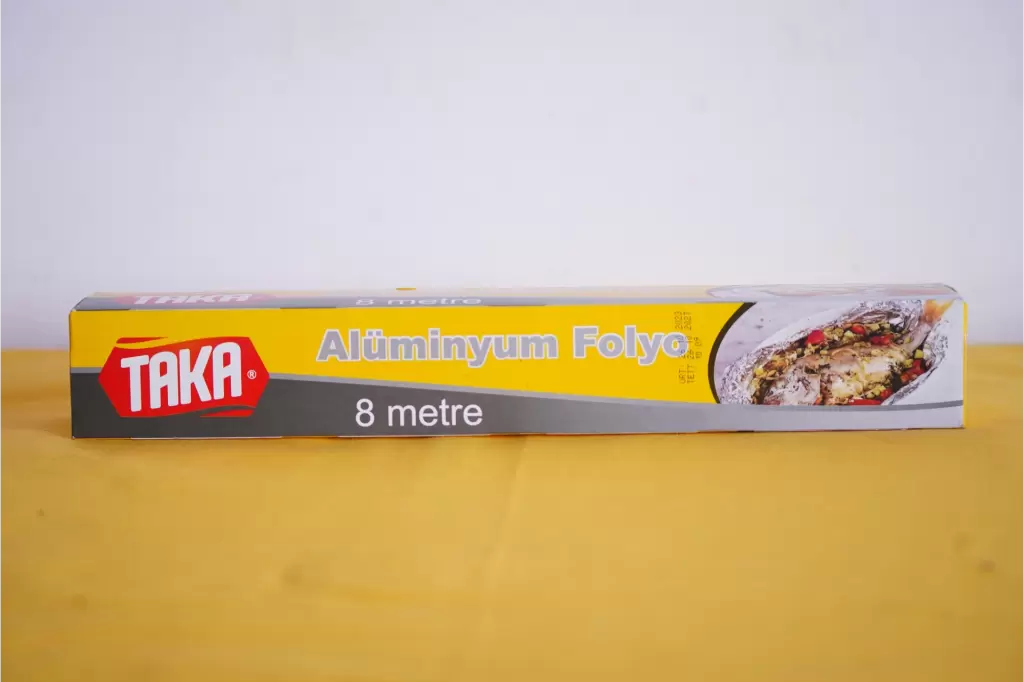 TAKA
8 metre
TAKA®
Alüminyum Folyo
8 metre